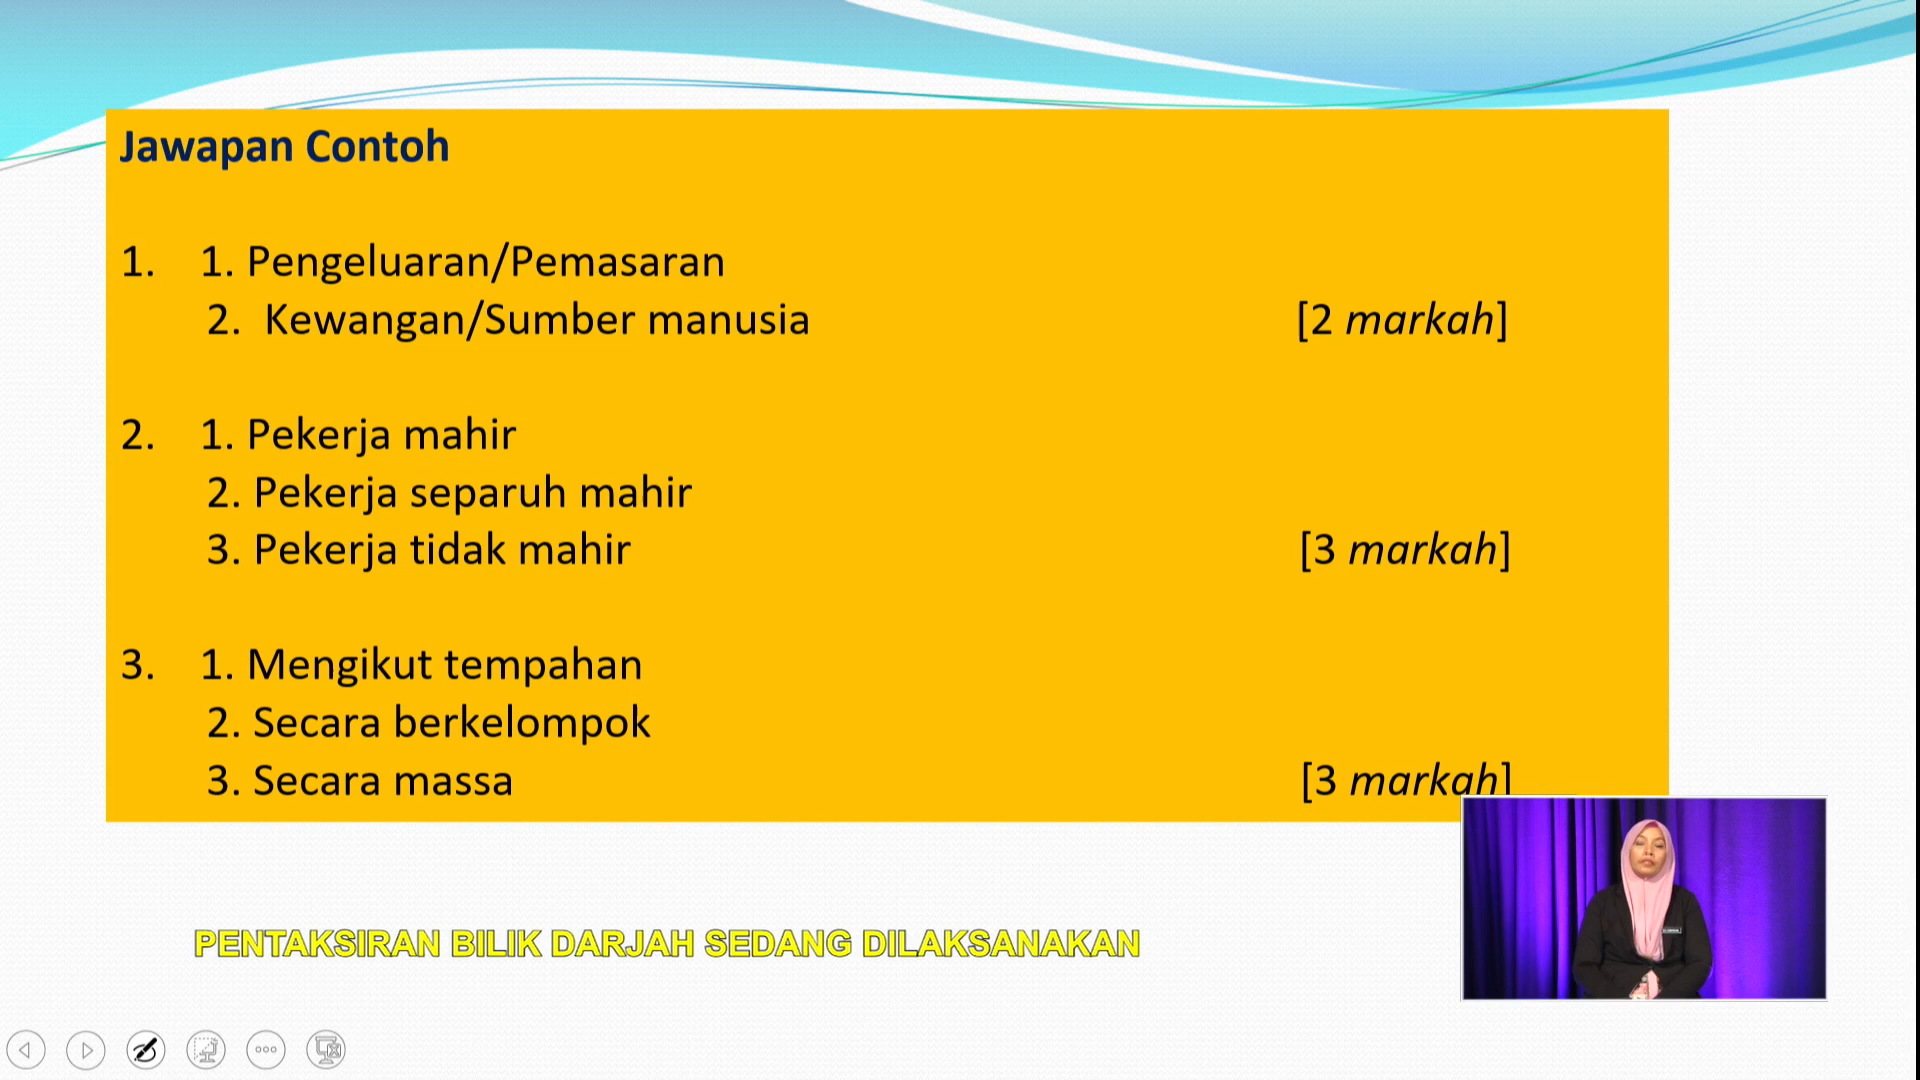 Jawapan Contoh
1. 1. Pengeluaran/Pemasaran
2. Kewangan/Sumber manusia [2 markah]
2. 1. Pekerja mahir
2. Pekerja separuh mahir
3. Pekerja tidak mahir [3 markah]
3. 1. Mengikut tempahan
2. Secara berkelompok
3. Secara massa [3 markah]
PENTAKSIRAN BILIK DARJAH SEDANG DILAKSANAKAN